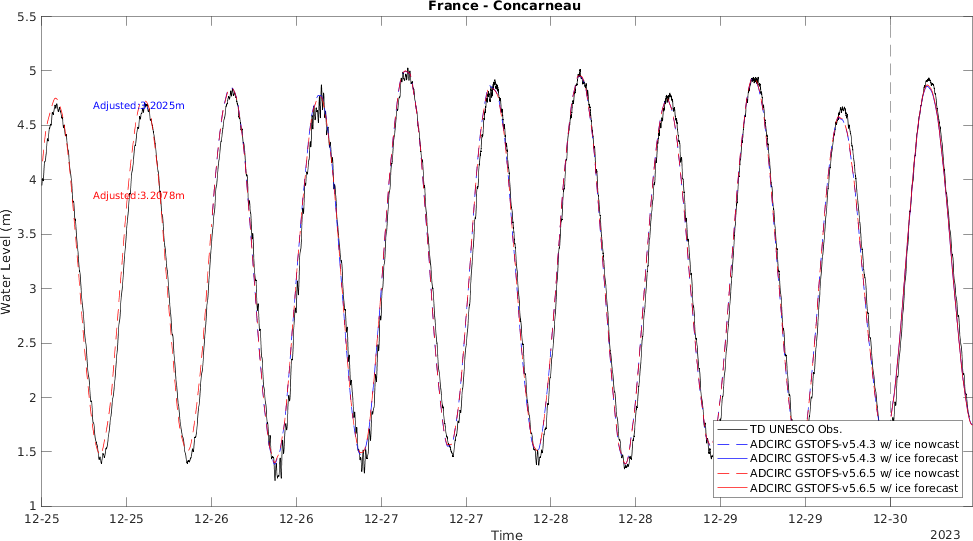 France - Concarneau
5.5
5
4.5
4
3.5
3
2.5
2
1.5
1
Water Level (m)
Adjusted:3.2025m
Adjusted:3.2078m
TD UNESCO Obs.
ADCIRC GSTOFS-v5.4.3 w/ ice nowcast
ADCIRC GSTOFS-v5.4.3 w/ ice forecast
ADCIRC GSTOFS-v5.6.5 w/ ice nowcast
ADCIRC GSTOFS-v5.6.5 w/ ice forecast
12-25 12-25 12-26 12-26 12-27 12-27 12-28 12-28 12-29 12-29 12-30
Time
2023